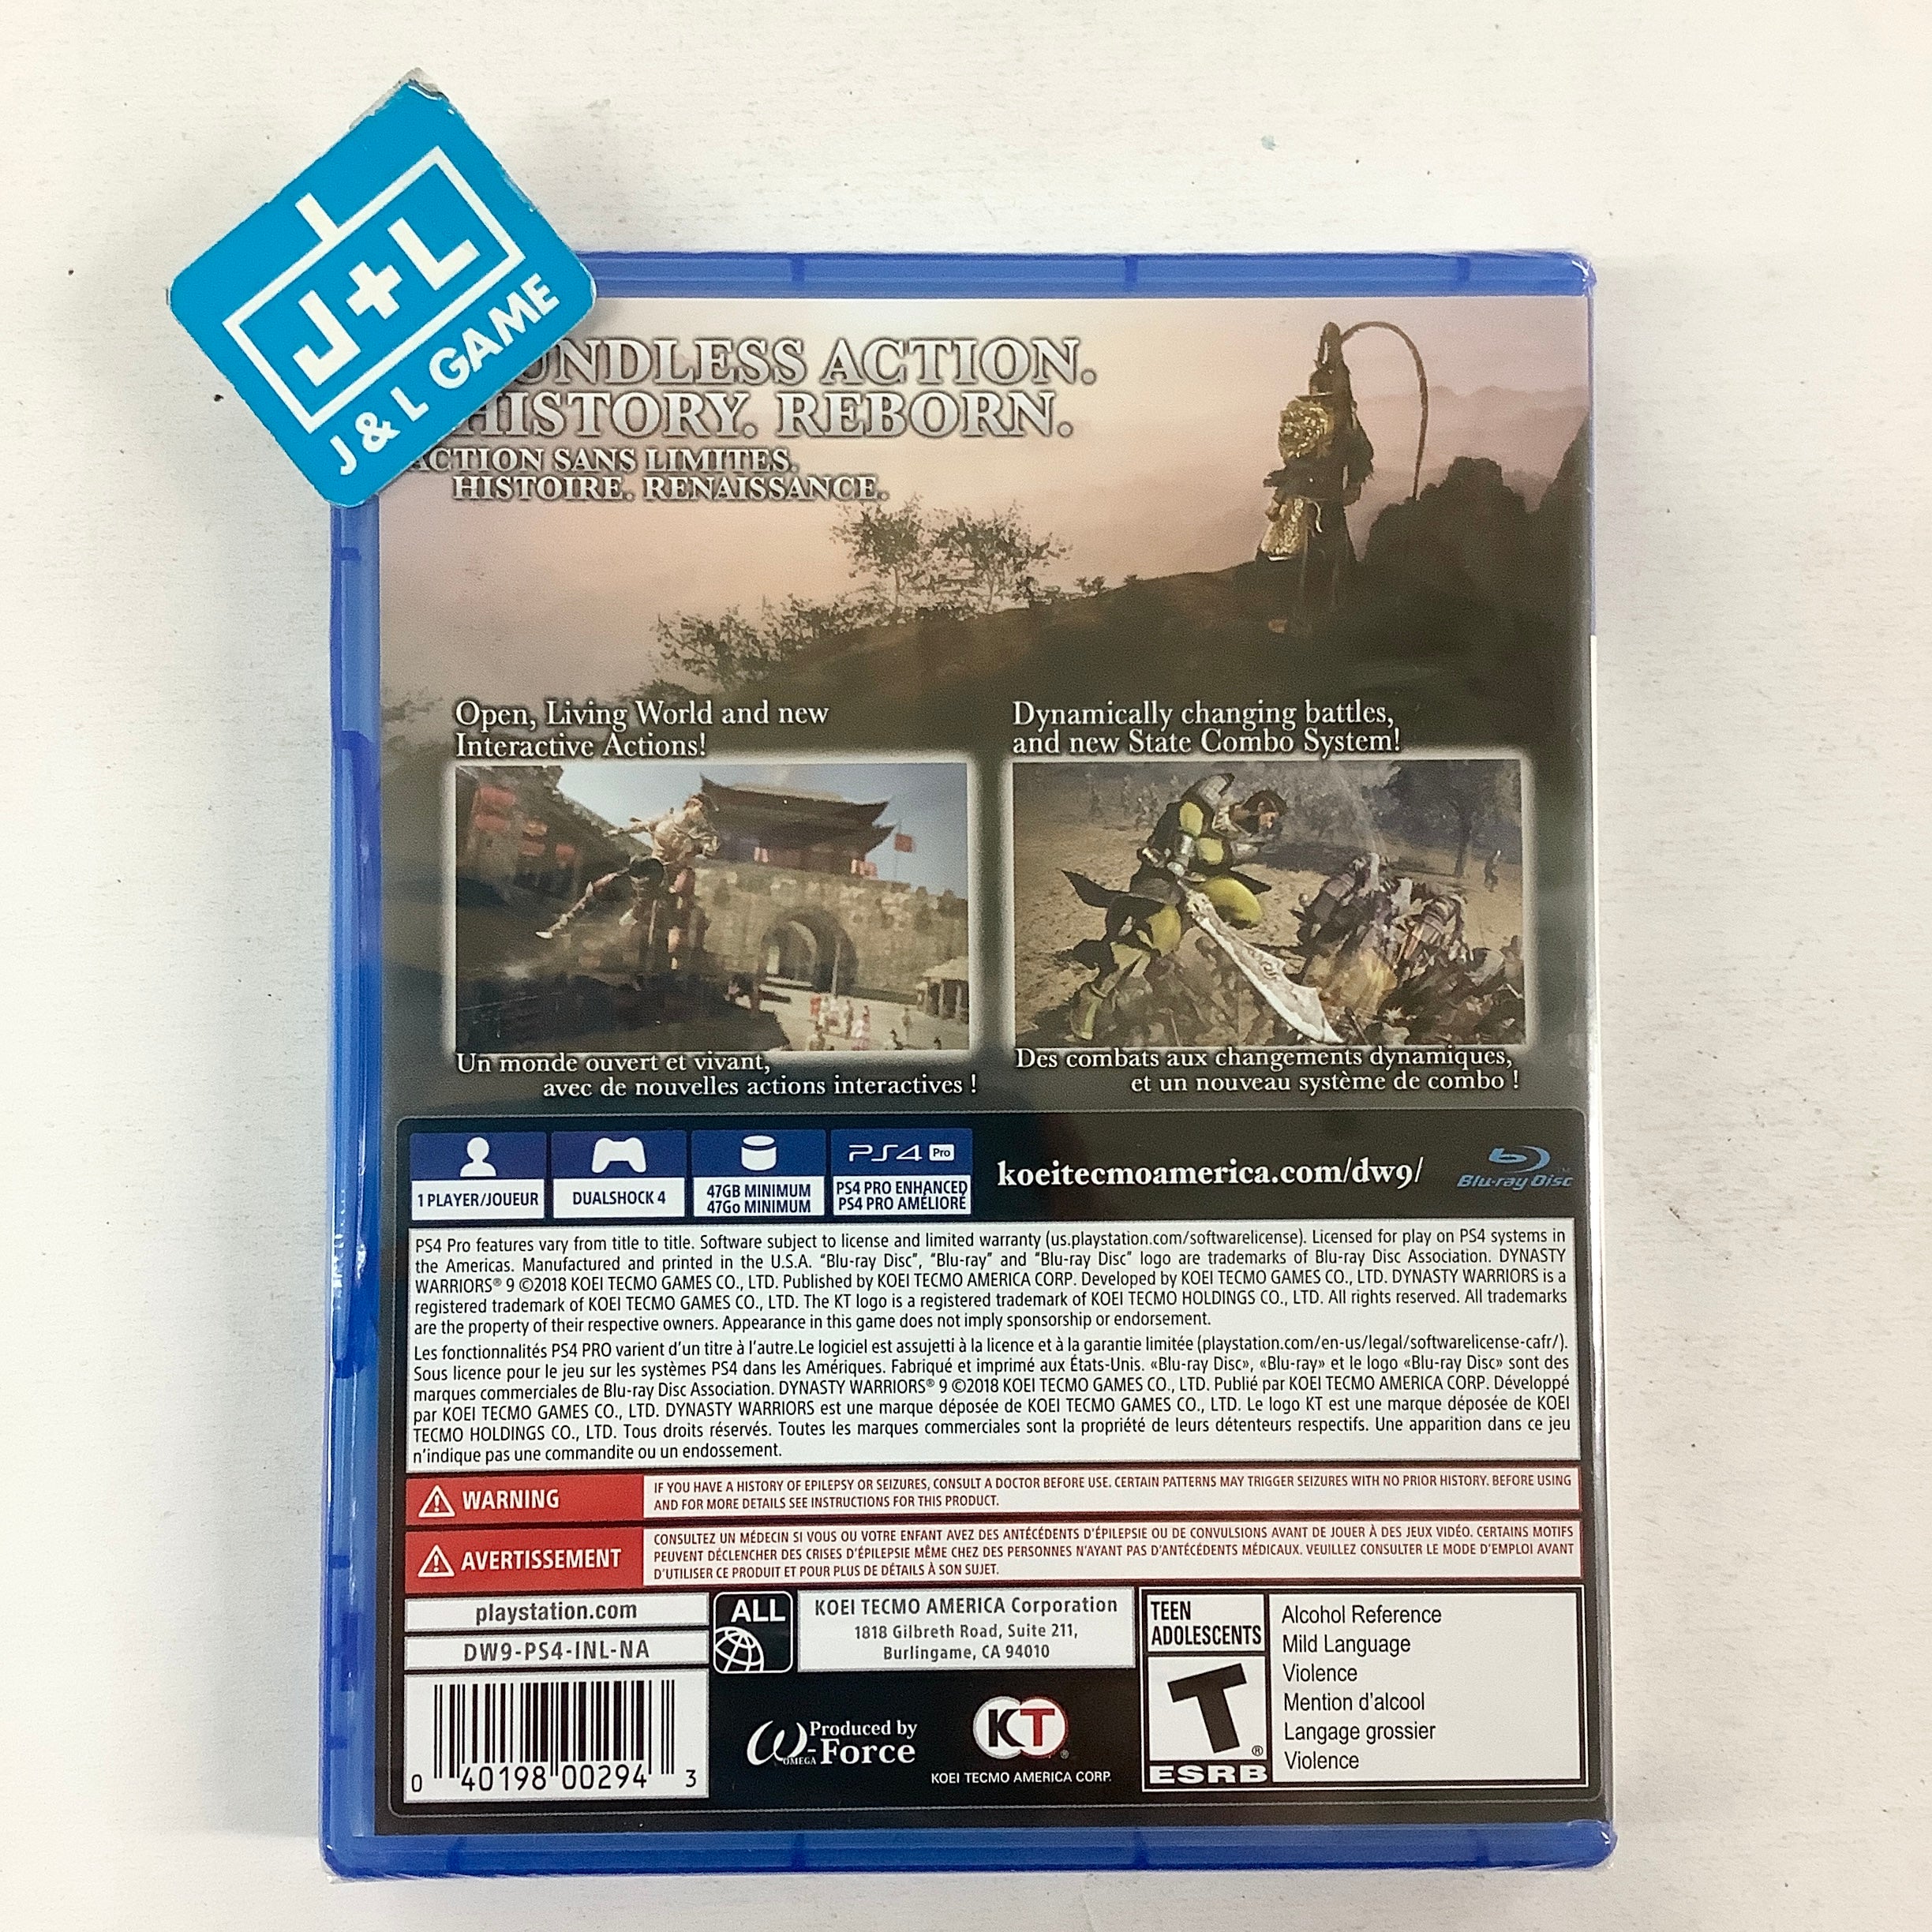 J+L
J & L GAME
ACTION.
HISTORY. REBORN.
SANS LIMITES.
HISTOIRE. RENAISSANCE.
Open, Living World and new
Interactive Actions!
Dynamically changing battles,
and new State Combo System!
Un monde ouvert et vivant,
avec de nouvelles actions interactives !
Des combats aux changements dynamiques,
et un nouveau système de combo !
1 PLAYER/JOUEUR
DUALSHOCK 4
47GB MINIMUM
47Go MINIMUM
PS4 Pro
PS4 PRO ENHANCED
PS4 PRO AMÉLIORÉ
koeitecmoamerica.com/dw9/
Blu-ray Disc™
PS4 Pro features vary from title to title. Software subject to license and limited warranty (us.playstation.com/softwarelicense). Licensed for play on PS4 systems in
the Americas. Manufactured and printed in the U.S.A. “Blu-ray Disc”, “Blu-ray” and “Blu-ray Disc” logo are trademarks of Blu-ray Disc Association. DYNASTY
WARRIORS® 9 ©2018 KOEI TECMO GAMES CO., LTD. Published by KOEI TECMO AMERICA CORP. Developed by KOEI TECMO GAMES CO., LTD. DYNASTY WARRIORS is a
registered trademark of KOEI TECMO GAMES CO., LTD. The KT logo is a registered trademark of KOEI TECMO HOLDINGS CO., LTD. All rights reserved. All trademarks
are the property of their respective owners. Appearance in this game does not imply sponsorship or endorsement.
Les fonctionnalités PS4 PRO varient d’un titre à l’autre.Le logiciel est assujetti à la licence et à la garantie limitée (playstation.com/en-us/legal/softwarelicense-cafr/).
Sous licence pour le jeu sur les systèmes PS4 dans les Amériques. Fabriqué et imprimé aux États-Unis. «Blu-ray Disc», «Blu-ray» et le logo «Blu-ray Disc» sont des
marques commerciales de Blu-ray Disc Association. DYNASTY WARRIORS® 9 ©2018 KOEI TECMO GAMES CO., LTD. Publié par KOEI TECMO AMERICA CORP. Développé
par KOEI TECMO GAMES CO., LTD. DYNASTY WARRIORS est une marque déposée de KOEI TECMO GAMES CO., LTD. Le logo KT est une marque déposée de KOEI
TECMO HOLDINGS CO., LTD. Tous droits réservés. Toutes les marques commerciales sont la propriété de leurs détenteurs respectifs. Une apparition dans ce jeu
n’indique pas une commandite ou un endossement.
WARNING
IF YOU HAVE A HISTORY OF EPILEPSY OR SEIZURES, CONSULT A DOCTOR BEFORE USE. CERTAIN PATTERNS MAY TRIGGER SEIZURES WITH NO PRIOR HISTORY. BEFORE USING
AND FOR MORE DETAILS SEE INSTRUCTIONS FOR THIS PRODUCT.
AVERTISSEMENT
CONSULTEZ UN MÉDECIN SI VOUS OU VOTRE ENFANT AVEZ DES ANTÉCÉDENTS D’ÉPILEPSIE OU DE CONVULSIONS AVANT DE JOUER À DES JEUX VIDÉO. CERTAINS MOTIFS
PEUVENT DÉCLENCHER DES CRISES D’ÉPILEPSIE MÊME CHEZ DES PERSONNES N’AYANT PAS D’ANTÉCÉDENTS MÉDICAUX. VEUILLEZ CONSULTER LE MODE D’EMPLOI AVANT
D’UTILISER CE PRODUIT ET POUR PLUS DE DÉTAILS À SON SUJET.
playstation.com
DW9-PS4-INL-NA
0 40198 00294 3
ALL
KOEI TECMO AMERICA Corporation
1818 Gilbreth Road, Suite 211,
Burlingame, CA 94010
Produced by
ω-Force
OMEGA
KT®
KOEI TECMO AMERICA CORP.
TEEN
ADOLESCENTS
T®
ESRB
Alcohol Reference
Mild Language
Violence
Mention d’alcool
Langage grossier
Violence